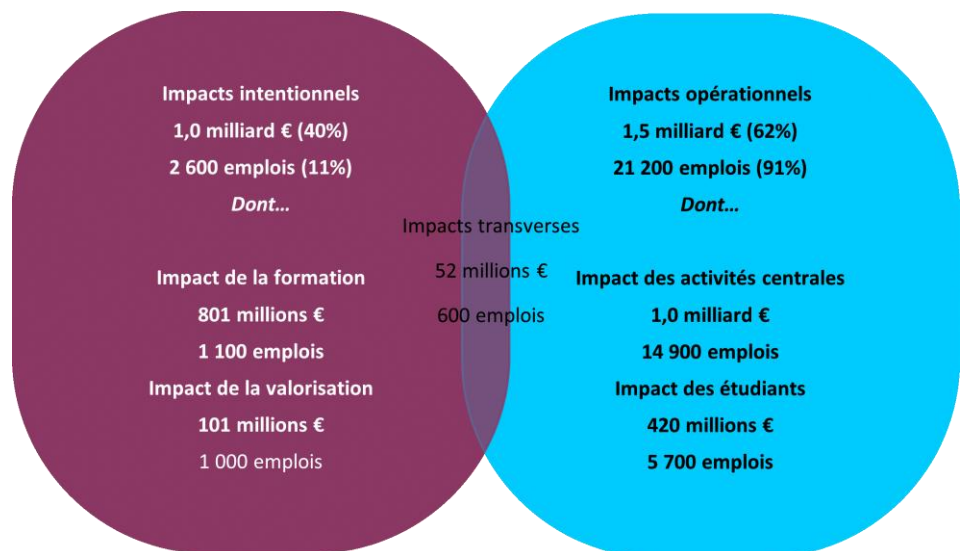 Impacts intentionnels
1,0 milliard € (40%)
2 600 emplois (11%)
Dont…
Impact de la formation
801 millions €
1 100 emplois
Impact de la valorisation
101 millions €
1 000 emplois
Impacts transverses
52 millions €
600 emplois
Impacts opérationnels
1,5 milliard € (62%)
21 200 emplois (91%)
Dont…
Impact des activités centrales
1,0 milliard €
14 900 emplois
Impact des étudiants
420 millions €
5 700 emplois